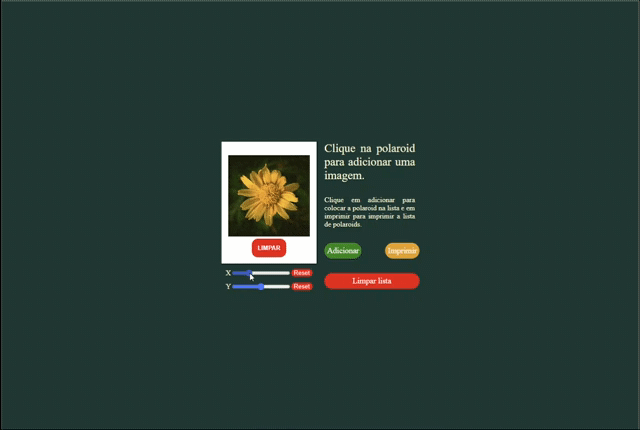 Clique na polaroid
para adicionar uma
imagem.
Clique em adicionar para
colocar a polaroid na lista e em
imprimir para imprimir a lista
de polaroids.
LIMPAR
Adicionar
Imprimir
X
Reset
Y
Reset
Limpar lista